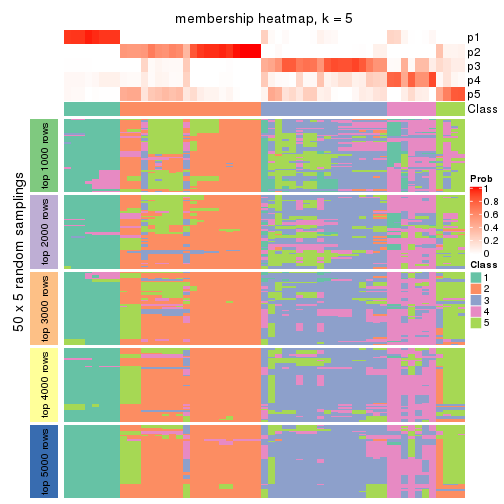 membership heatmap, k = 5
p1
p2
p3
p4
p5
Class
50 x 5 random samplings
top 1000 rows
top 2000 rows
top 3000 rows
top 4000 rows
top 5000 rows
Prob
1
0.8
0.6
0.4
0.2
0
Class
1
2
3
4
5